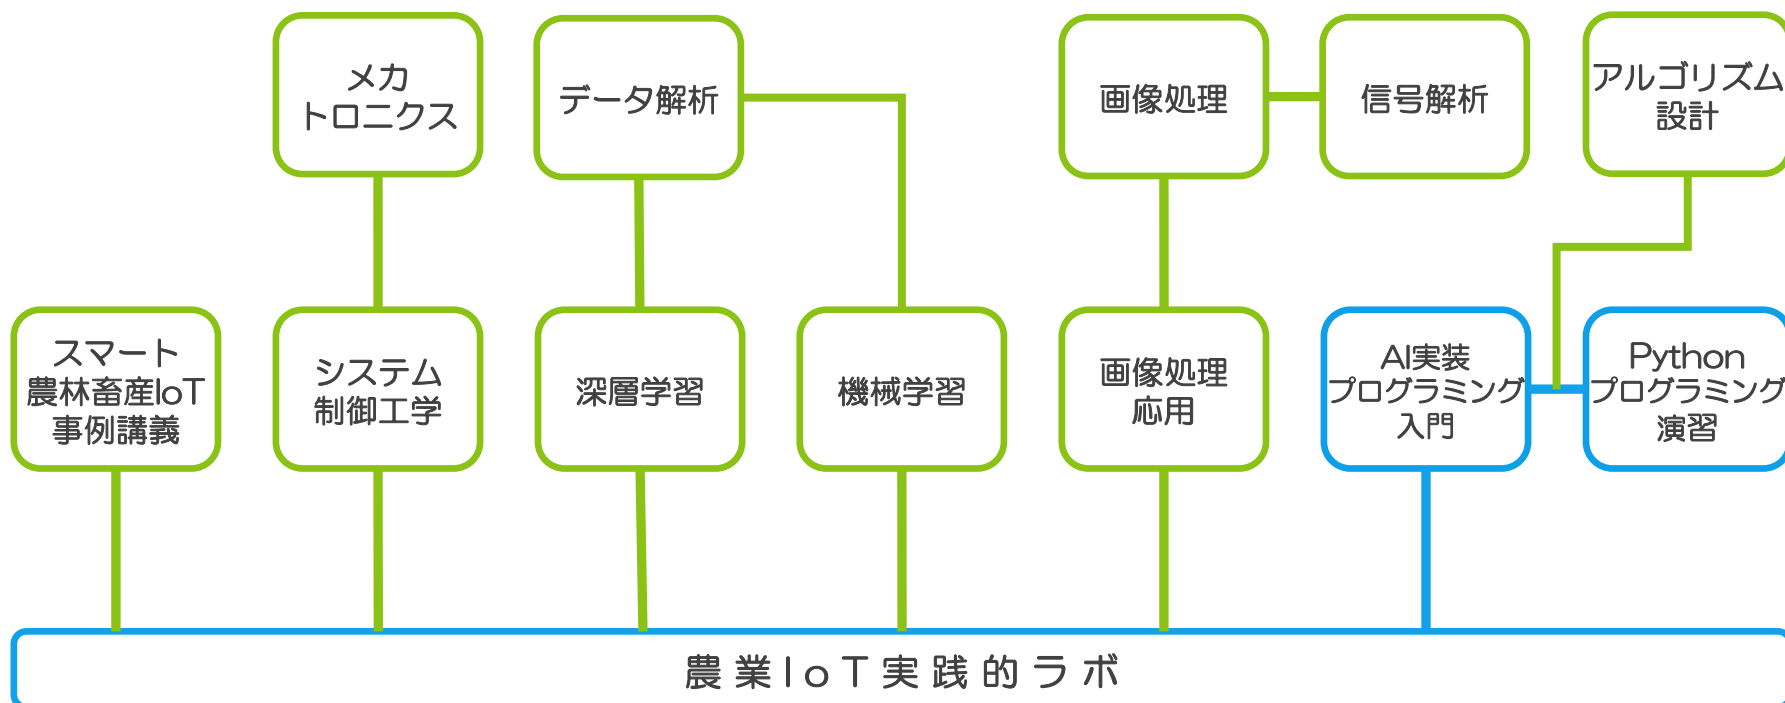 メカ
トロニクス
データ解析
画像処理
信号解析
アルゴリズム
設計
スマート
農林畜産IoT
事例講義
システム
制御工学
深層学習
機械学習
画像処理
応用
AI実装
プログラミング
入門
Python
プログラミング
演習
農業IoT実践的ラボ